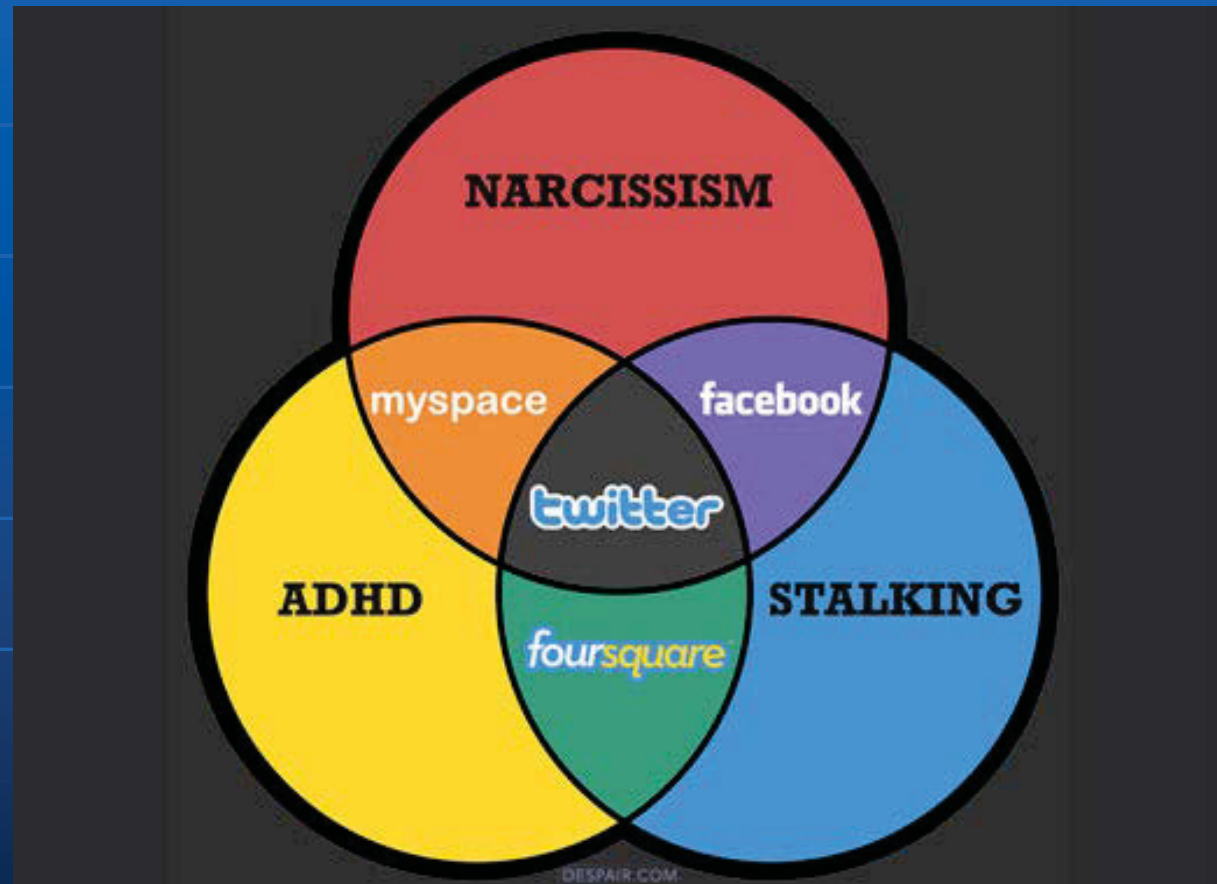 NARCISSISM
myspace
facebook
twitter
ADHD
STALKING
foursquare
DESPAIR.COM